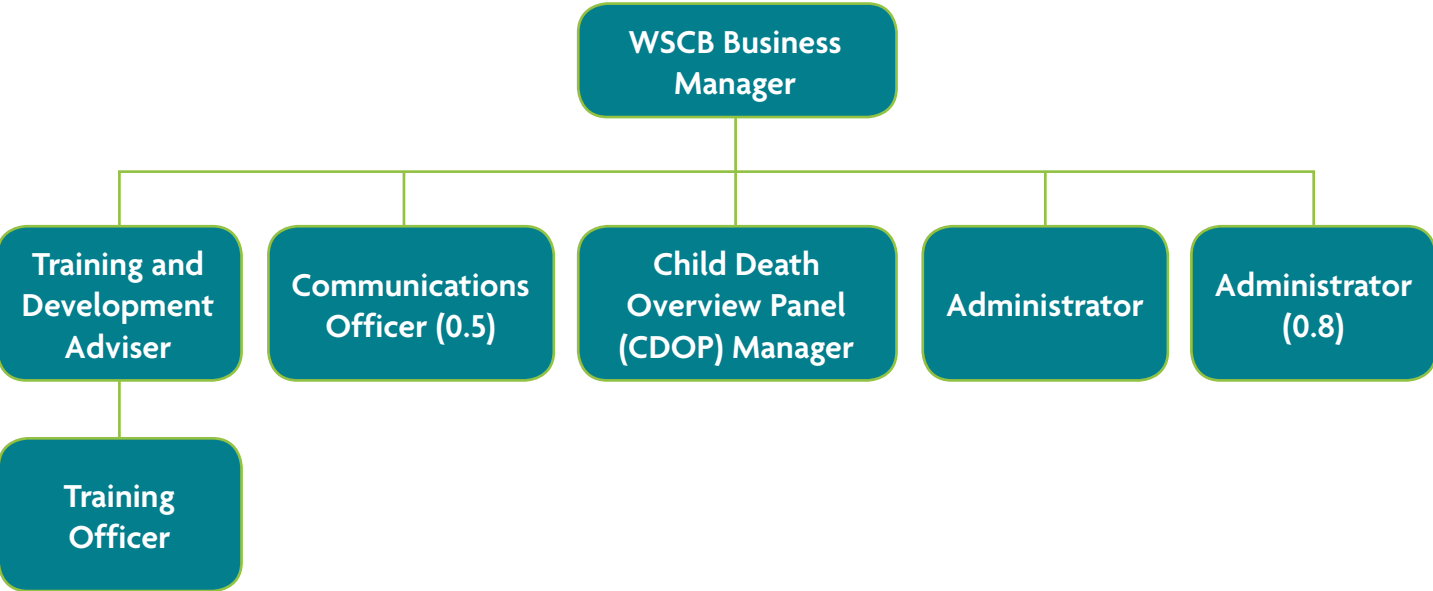 WSCB Business
Manager
Training and
Development
Adviser
Communications
Officer (0.5)
Child Death
Overview Panel
(CDOP) Manager
Administrator
Administrator
(0.8)
Training
Officer